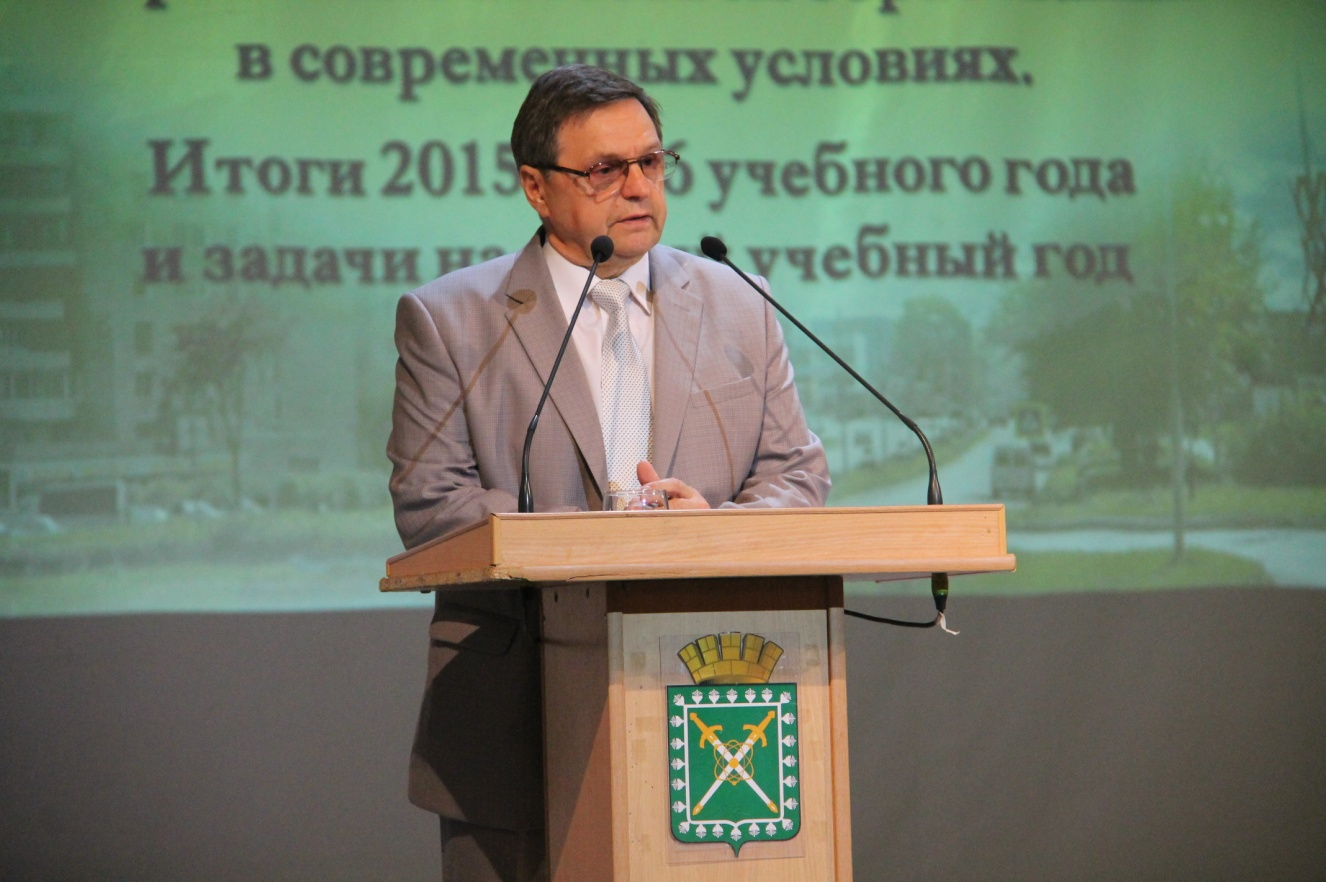 в современных условиях.
Итоги 2015 учебного года
и задачи на учебный год